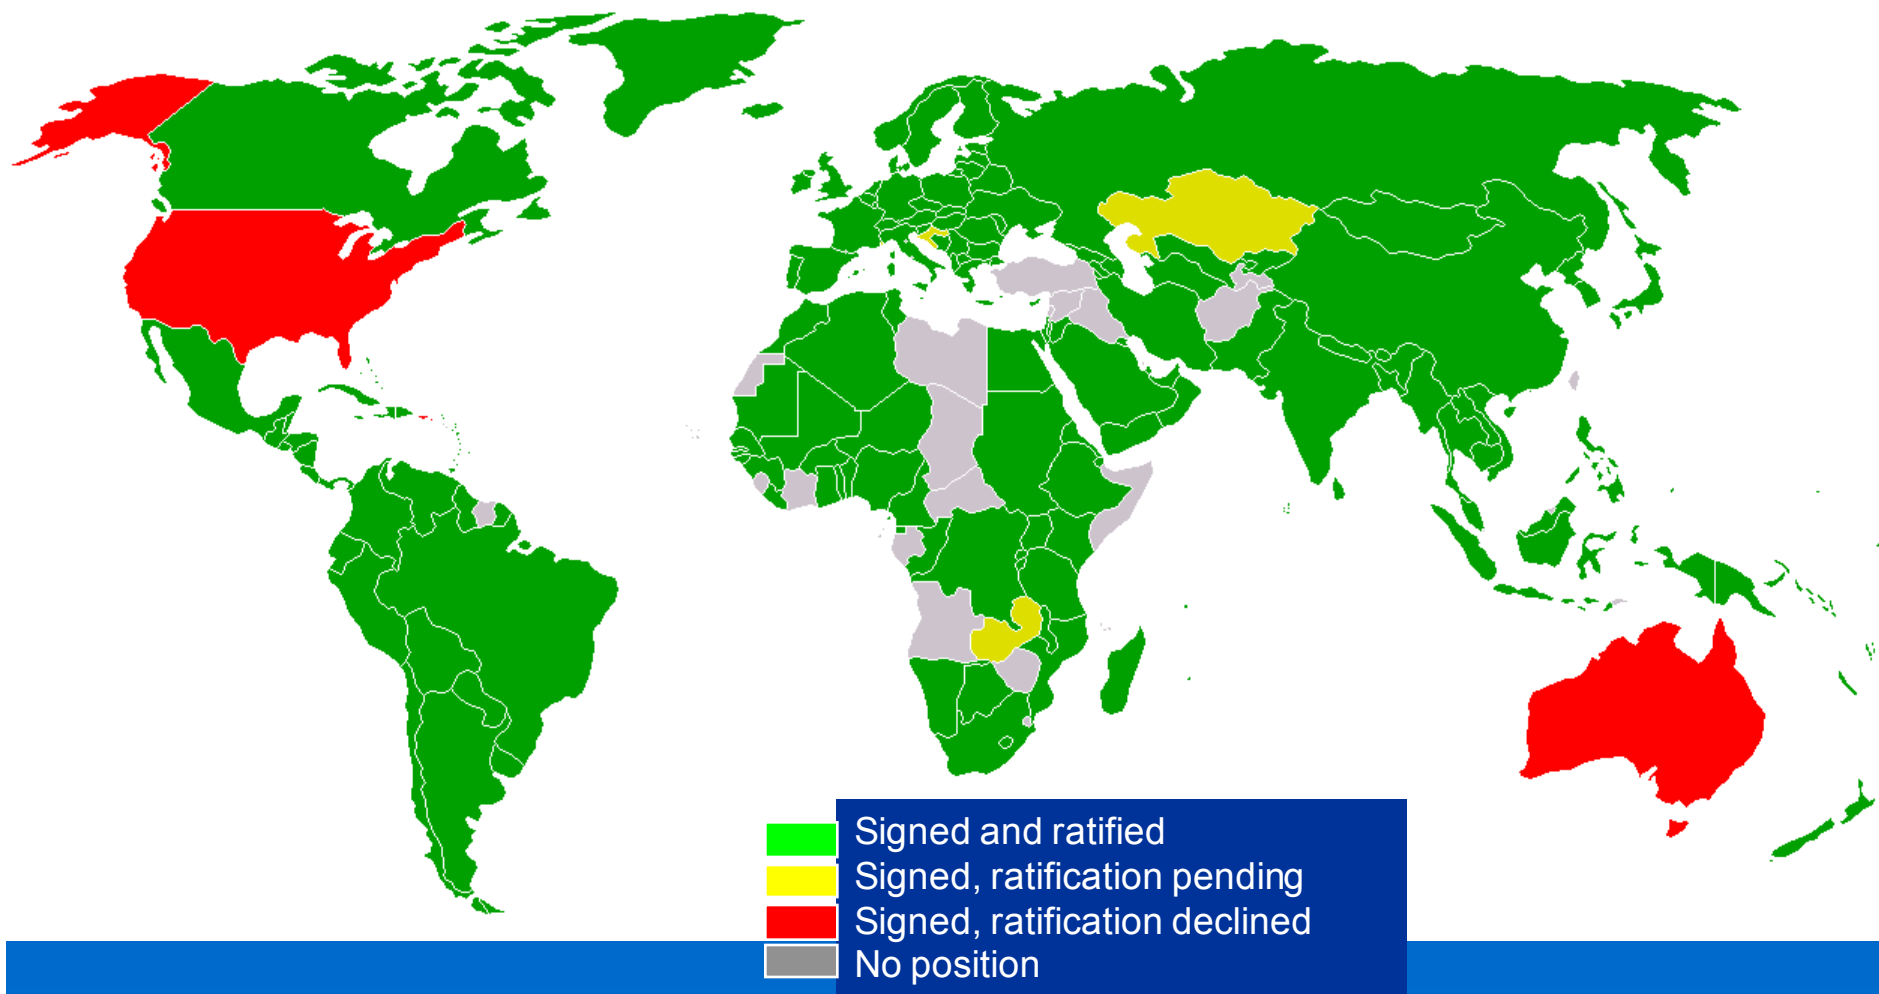 Signed and ratified
Signed, ratification pending
Signed, ratification declined
No position